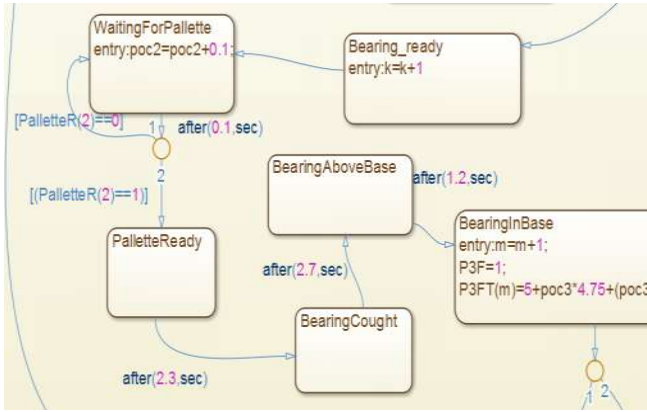 WaitingForPallette
entry:poc2=poc2+0.1;
Bearing_ready
entry:k=k+1
[PalletteR(2)==0]
1
after(0.1,sec)
2
[(PalletteR(2)==1)]
BearingAboveBase
after(1.2,sec)
BearingInBase
entry:m=m+1;
P3F=1;
P3FT(m)=5+poc3*4.75+(poc3
PalletteReady
after(2.7,sec)
BearingCought
after(2.3,sec)
1
2